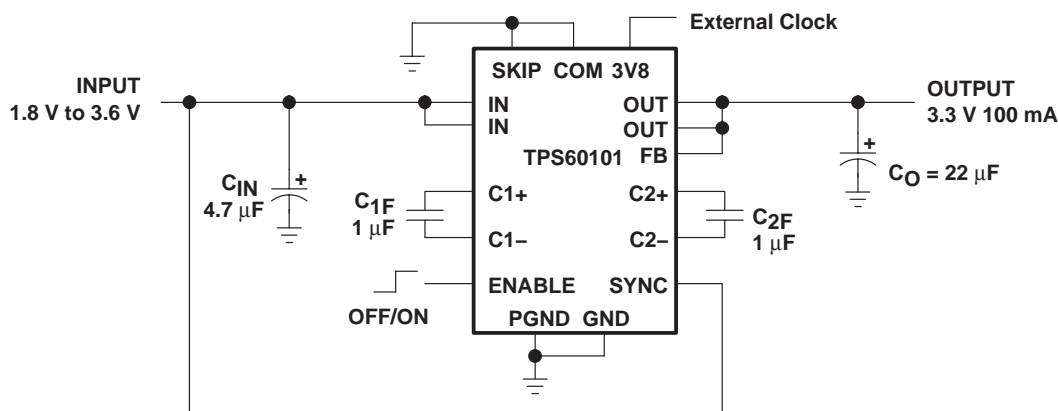 External Clock
SKIP COM 3V8
INPUT
1.8 V to 3.6 V
OUTPUT
3.3 V 100 mA
IN
IN
OUT
OUT
FB
TPS60101
+
CO = 22 μF
+
CIN
4.7 μF
C1F
1 μF
C1+
C1–
C2+
C2–
C2F
1 μF
ENABLE
SYNC
OFF/ON
PGND GND